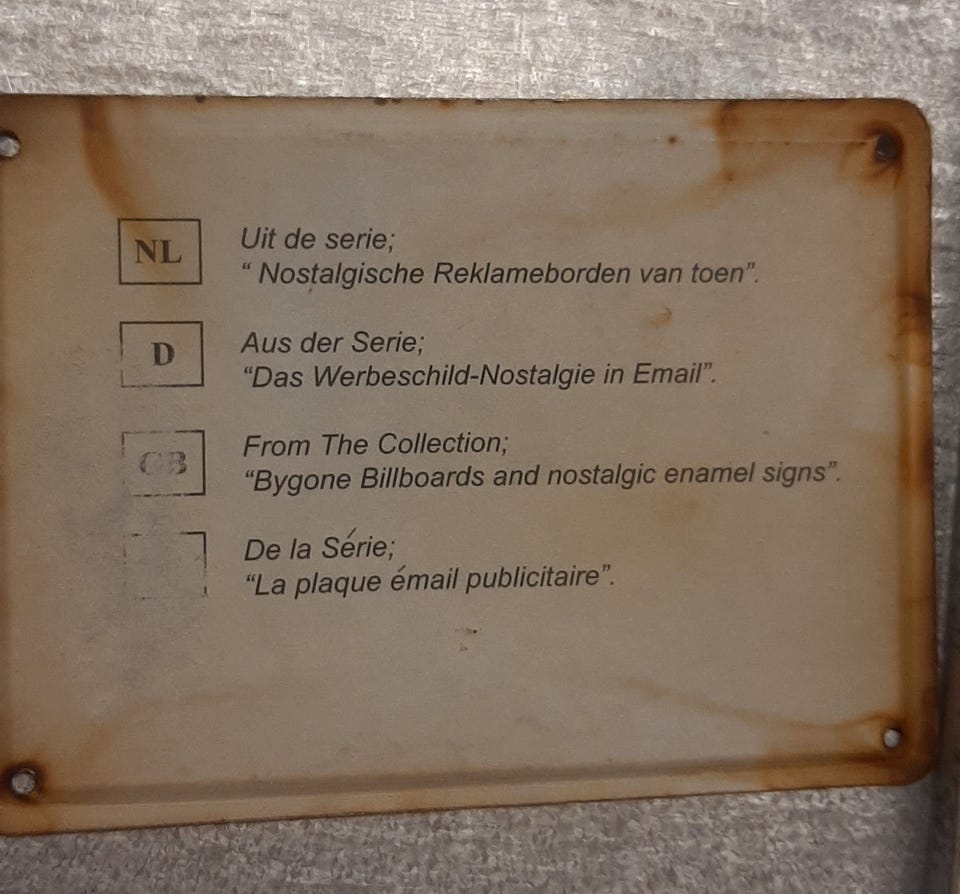 NL Uit de serie;
“ Nostalgische Reklameborden van toen”.
D Aus der Serie;
“Das Werbeschild-Nostalgie in Email”.
GB From The Collection;
“Bygone Billboards and nostalgic enamel signs”.
De la Série;
“La plaque émail publicitaire”.